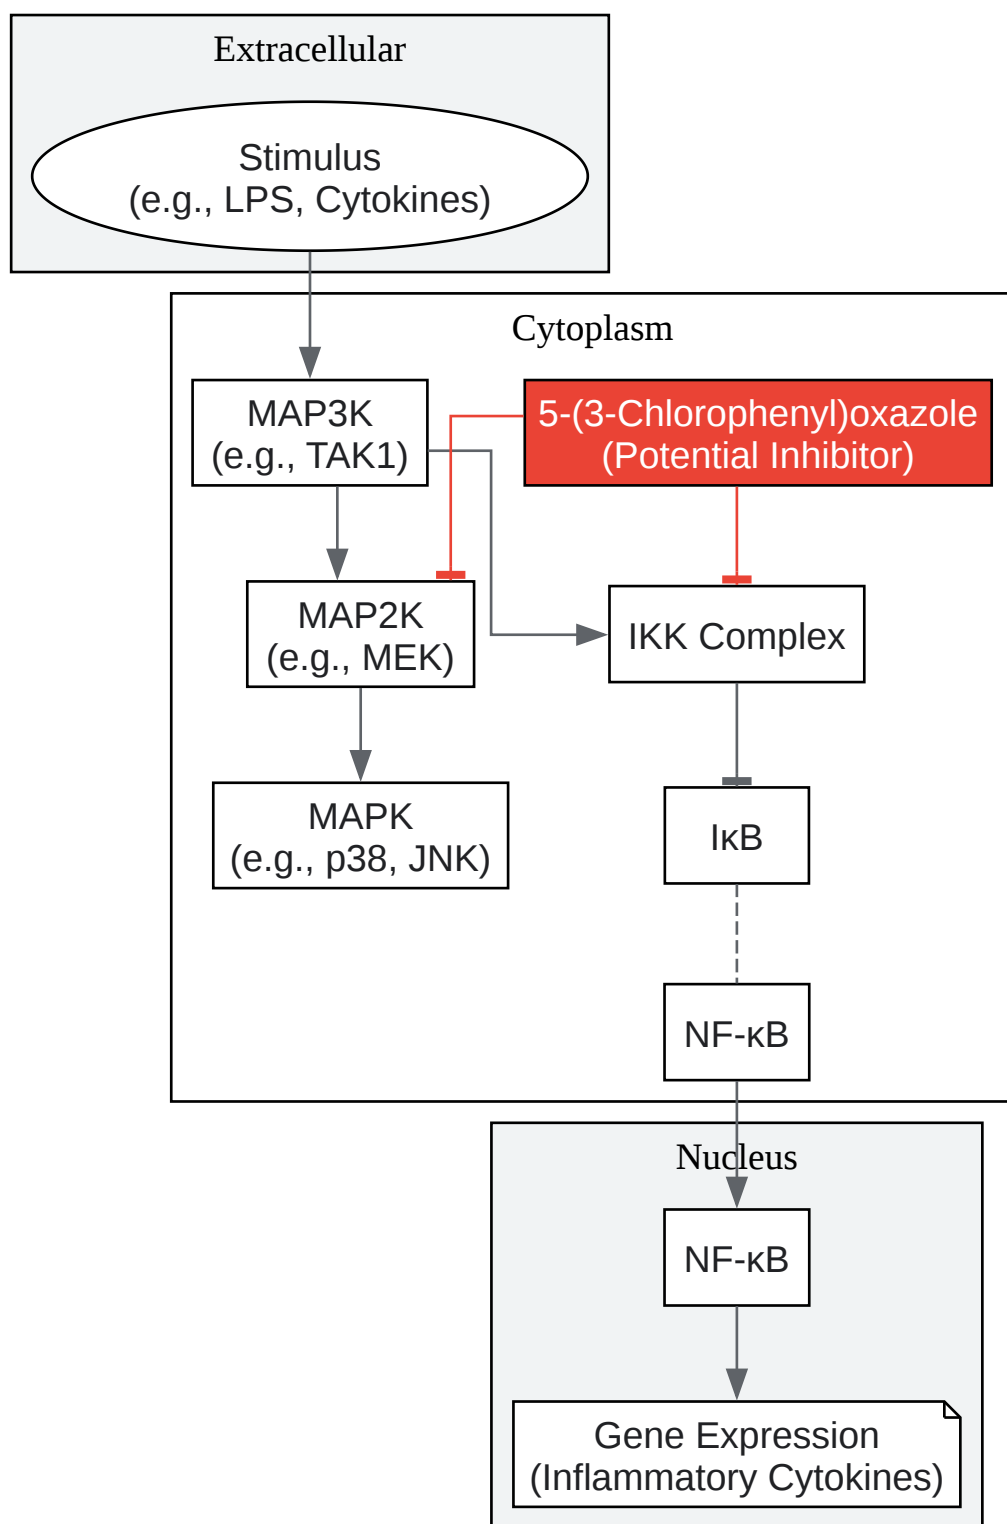 Extracellular
Stimulus
(e.g., LPS, Cytokines)
Cytoplasm
MAP3K
(e.g., TAK1)
5-(3-Chlorophenyl)oxazole
(Potential Inhibitor)
MAP2K
(e.g., MEK)
IKK Complex
MAPK
(e.g., p38, JNK)
IκB
NF-κB
Nucleus
NF-κB
Gene Expression
(Inflammatory Cytokines)